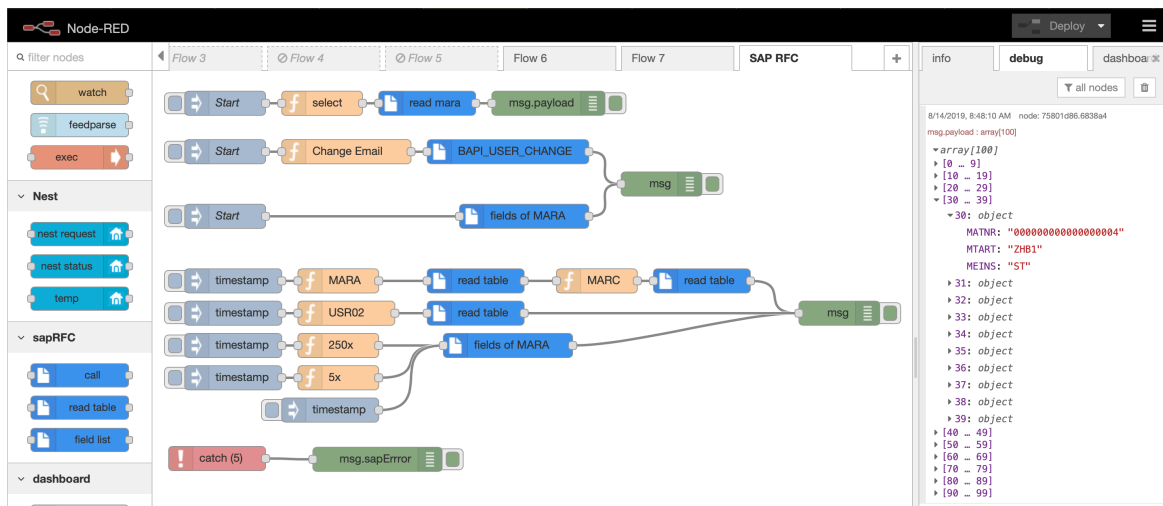 Node-RED
Deploy
filter nodes
Flow 3
Flow 4
Flow 5
Flow 6
Flow 7
SAP RFC
+
info
debug
dashboar
watch
feedparse
exec
Nest
nest request
nest status
temp
sapRFC
call
read table
field list
dashboard
Start
select
read mara
msg.payload
Start
Change Email
BAPI_USER_CHANGE
msg
Start
fields of MARA
timestamp
MARA
read table
MARC
read table
timestamp
USR02
read table
msg
timestamp
250x
fields of MARA
timestamp
5x
timestamp
catch (5)
msg.sapErrror
all nodes
8/14/2019, 8:48:10 AM node: 75801d86.6838a4
msg.payload : array[100]
array[100]
[0 … 9]
[10 … 19]
[20 … 29]
[30 … 39]
30: object
MATNR: "000000000000000004"
MTART: "ZHB1"
MEINS: "ST"
31: object
32: object
33: object
34: object
35: object
36: object
37: object
38: object
39: object
[40 … 49]
[50 … 59]
[60 … 69]
[70 … 79]
[80 … 89]
[90 … 99]